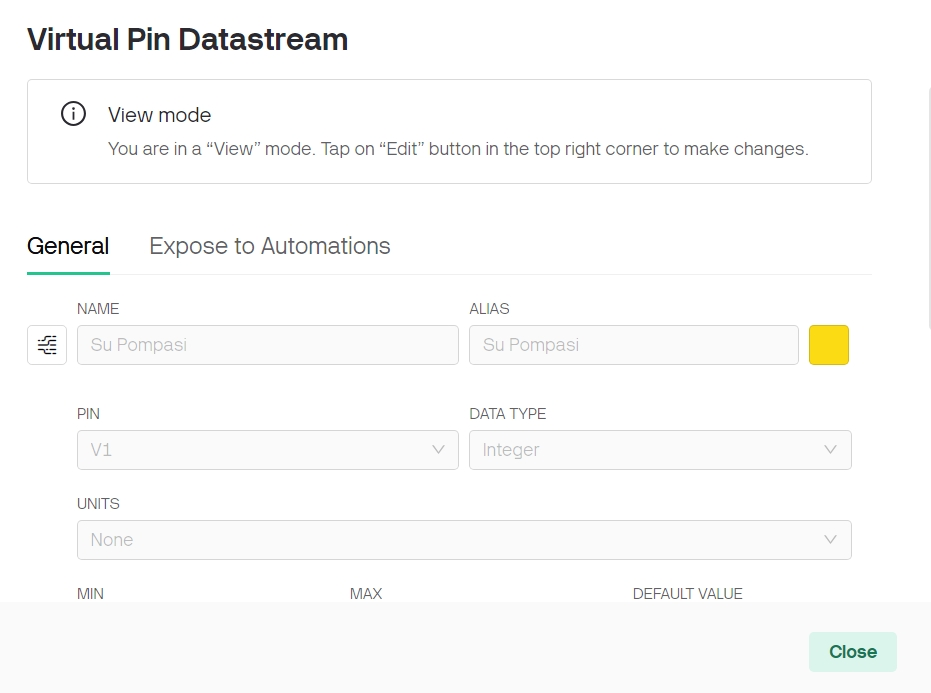 Virtual Pin Datastream
View mode
You are in a “View” mode. Tap on “Edit” button in the top right corner to make changes.
General Expose to Automations
NAME ALIAS
Su Pompasi Su Pompasi
PIN DATA TYPE
V1 Integer
UNITS
None
MIN MAX DEFAULT VALUE
Close